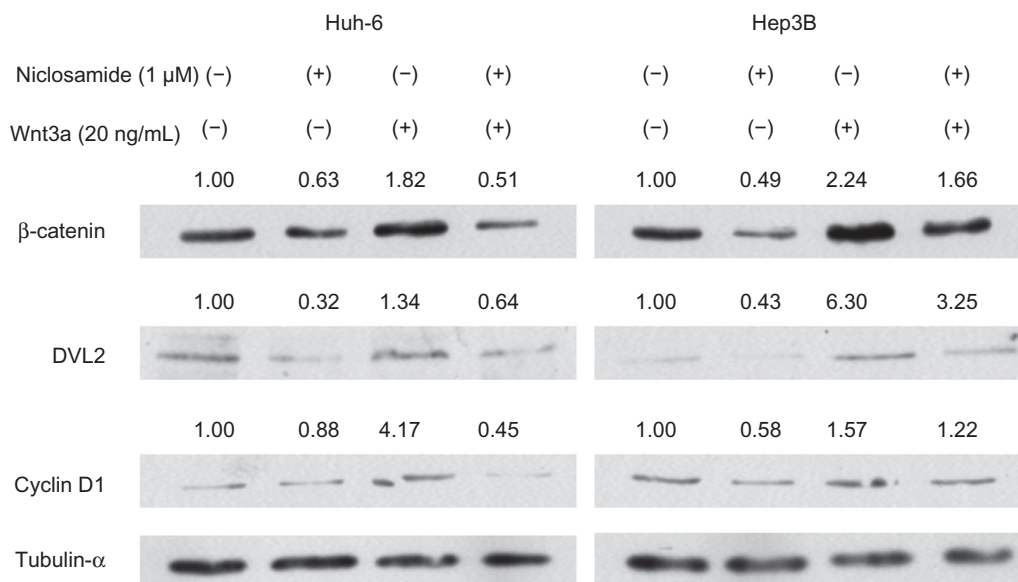 Huh-6 Hep3B
Niclosamide (1 µM) (−) (+) (−) (+) (−) (+) (−) (+)
Wnt3a (20 ng/mL) (−) (−) (+) (+) (−) (−) (+) (+)
1.00 0.63 1.82 0.51 1.00 0.49 2.24 1.66
β-catenin
1.00 0.32 1.34 0.64 1.00 0.43 6.30 3.25
DVL2
1.00 0.88 4.17 0.45 1.00 0.58 1.57 1.22
Cyclin D1
Tubulin-α